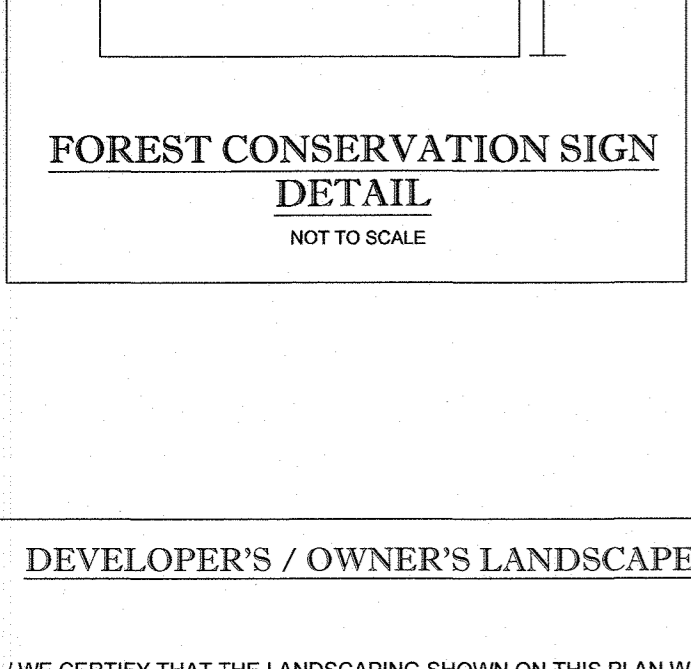 FOREST CONSERVATION SIGN
DETAIL
NOT TO SCALE
DEVELOPER'S / OWNER'S LANDSCAPE
/ WE CERTIFY THAT THE LANDSCAPING SHOWN ON THIS PLAN W